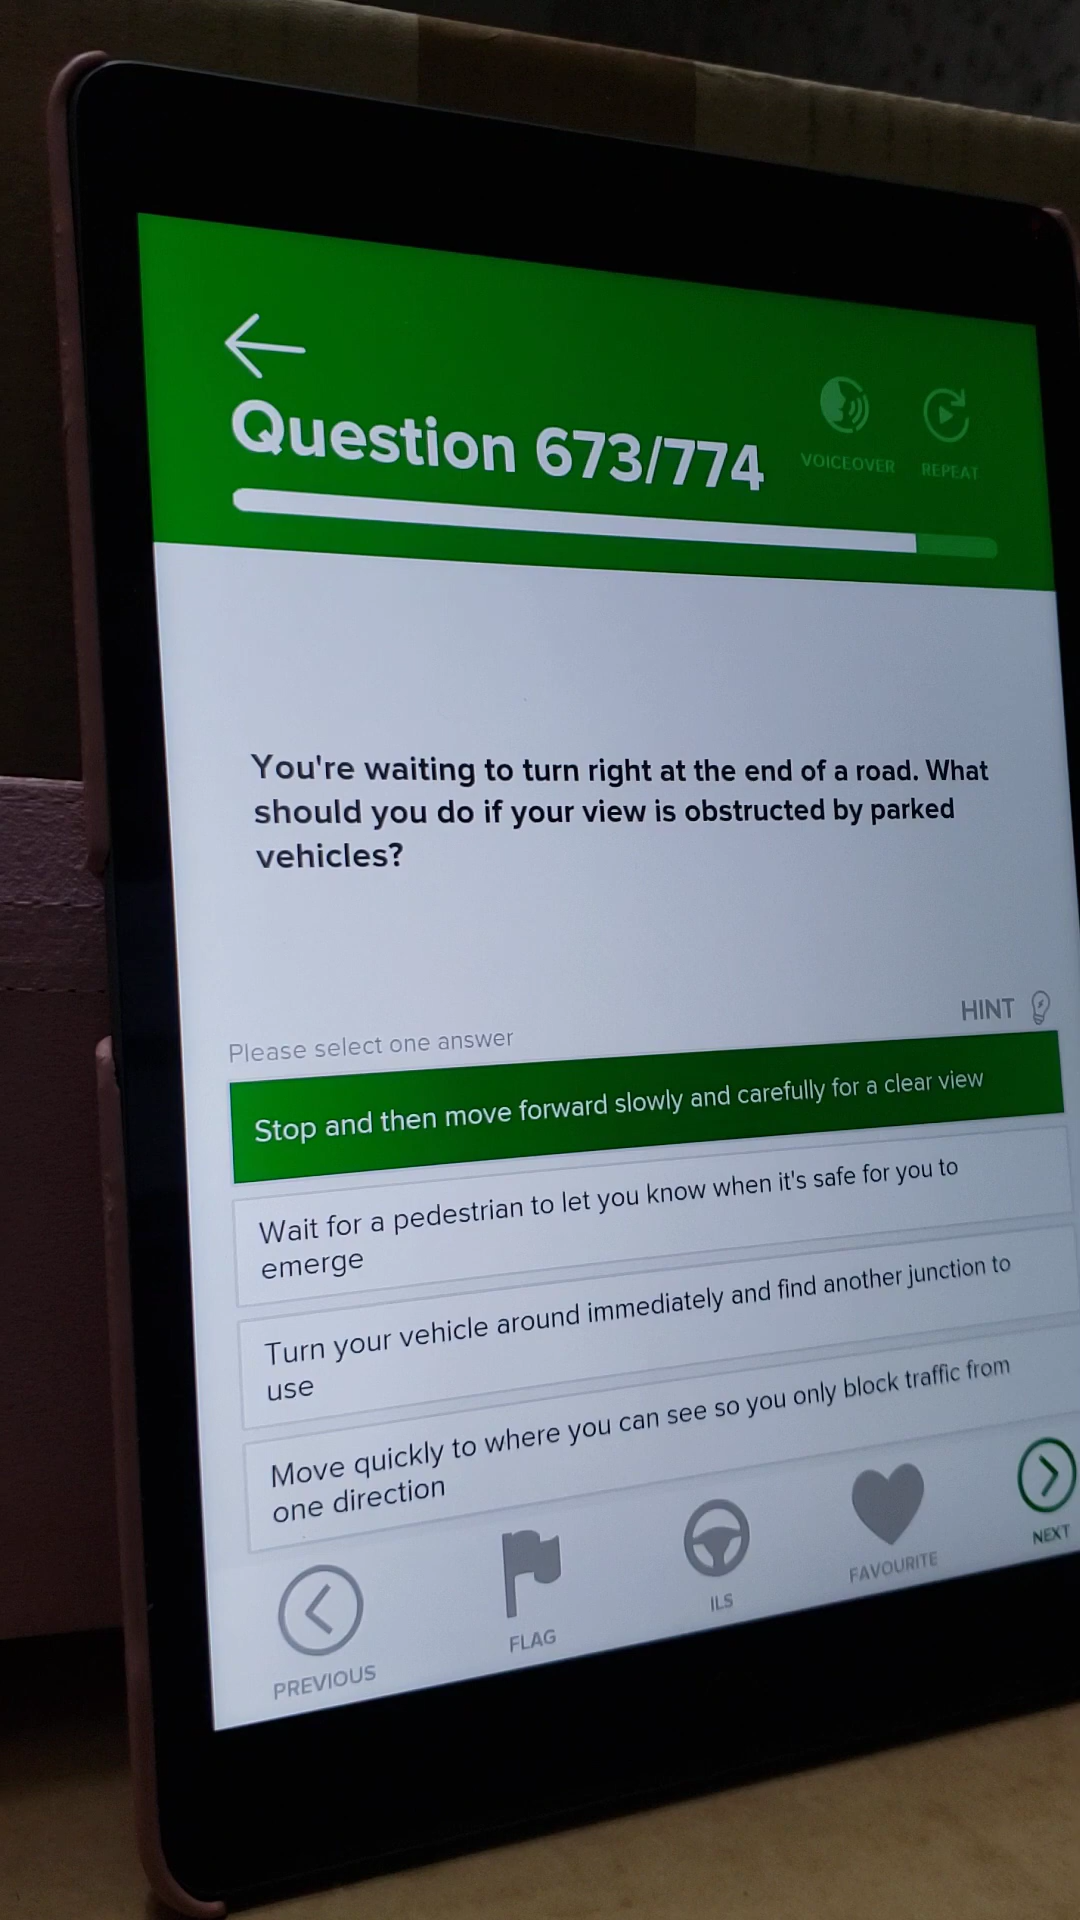 Question 673/774
VOICEOVER
REPEAT
You're waiting to turn right at the end of a road. What
should you do if your view is obstructed by parked
vehicles?
HINT
Please select one answer
Stop and then move forward slowly and carefully for a clear view
Wait for a pedestrian to let you know when it's safe for you to
emerge
Turn your vehicle around immediately and find another junction to
use
Move quickly to where you can see so you only block traffic from
one direction
PREVIOUS
FLAG
ILS
FAVOURITE
NEXT